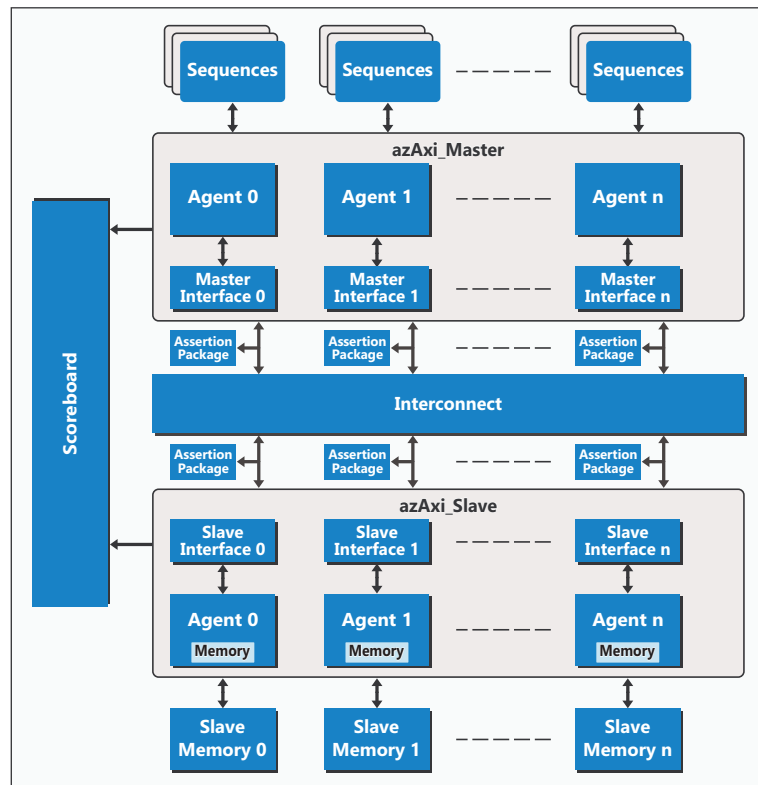 Sequences
Sequences
Sequences
azAxi_Master
Agent 0
Agent 1
Agent n
Master
Interface 0
Master
Interface 1
Master
Interface n
Assertion
Package
Assertion
Package
Assertion
Package
Scoreboard
Interconnect
Assertion
Package
Assertion
Package
Assertion
Package
azAxi_Slave
Slave
Interface 0
Slave
Interface 1
Slave
Interface n
Agent 0
Memory
Agent 1
Memory
Agent n
Memory
Slave
Memory 0
Slave
Memory 1
Slave
Memory n